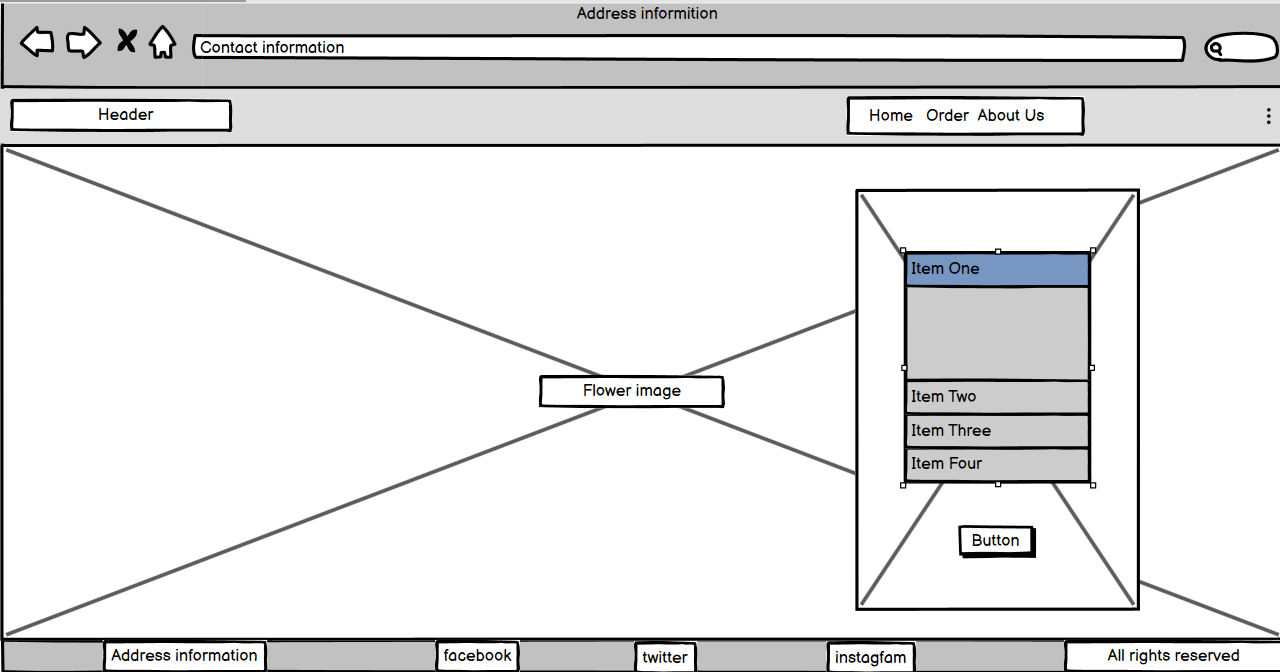 Address informition
Contact information
Header
Home Order About Us
Item One
Flower image
Item Two
Item Three
Item Four
Button
Address information
facebook
twitter
instagfam
All rights reserved